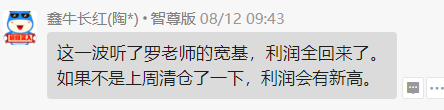 鑫牛长红(陶*)•智尊版 08/12 09:43
这一波听了罗老师的宽基，利润全回来了。
如果不是上周清仓了一下，利润会有新高。